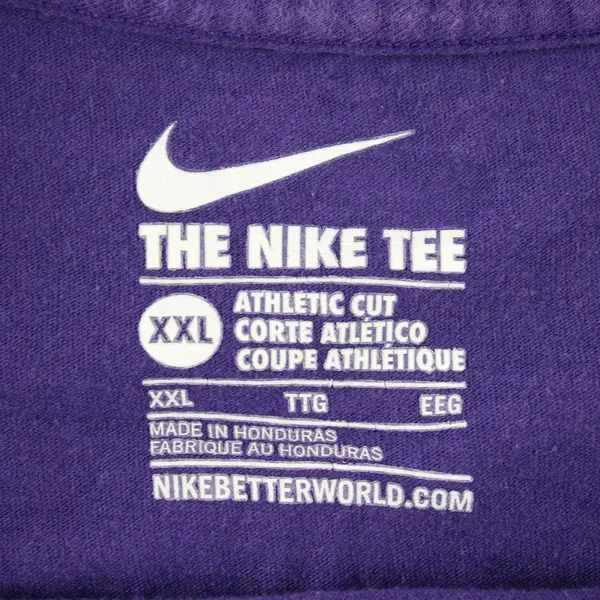 THE NIKE TEE
XXL
ATHLETIC CUT
CORTE ATLÉTICO
COUPE ATHLÉTIQUE
XXL TTG EEG
MADE IN HONDURAS
FABRIQUE AU HONDURAS
NIKEBETTERWORLD.COM